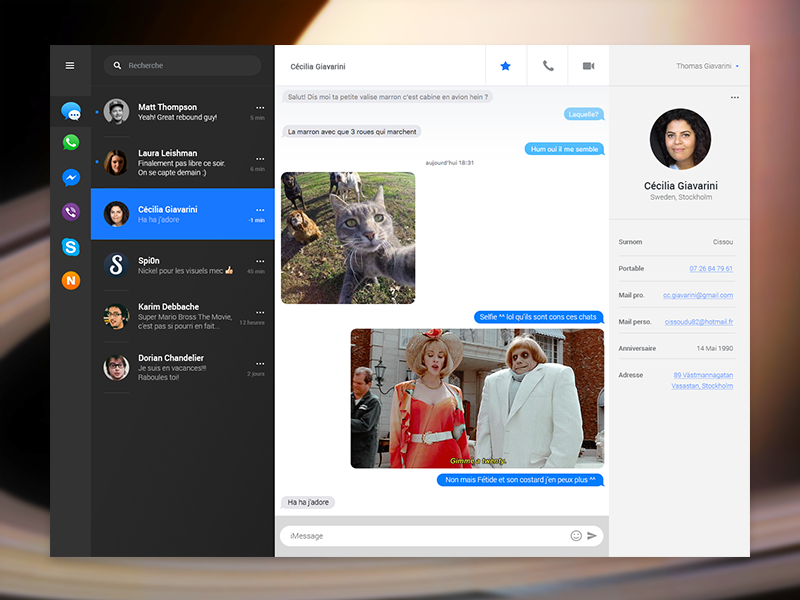 Recherche
Matt Thompson
Yeah! Great rebound guy!
5 min
Laura Leishman
Finalement pas libre ce soir.
On se capte demain ;)
6 min
Cécilia Giavarini
Ha ha j'adore
-1 min
Spi0n
Nickel pour les visuels mec 👍
45 min
Karim Debbache
Super Mario Bross The Movie,
c'est pas si pourri en fait...
12 heures
Dorian Chandelier
Je suis en vacances!!!
Raboules toi!
2 jours
Cécilia Giavarini
Salut! Dis moi ta petite valise marron c'est cabine en avion hein ?
Laquelle?
La marron avec que 3 roues qui marchent
Hum oui il me semble
aujourd'hui 18:31
Selfie ^^ lol qu'ils sont cons ces chats
Gimme a twenty.
Non mais Fétide et son costard j'en peux plus ^^
Ha ha j'adore
iMessage
Thomas Giavarini
Cécilia Giavarini
Sweden, Stockholm
Surnom
Cissou
Portable
07 26 84 79 61
Mail pro.
cc.giavarini@gmail.com
Mail perso.
cissoudu82@hotmail.fr
Anniversaire
14 Mai 1990
Adresse
89 Västmannagatan
Vasastan, Stockholm
S
S
N